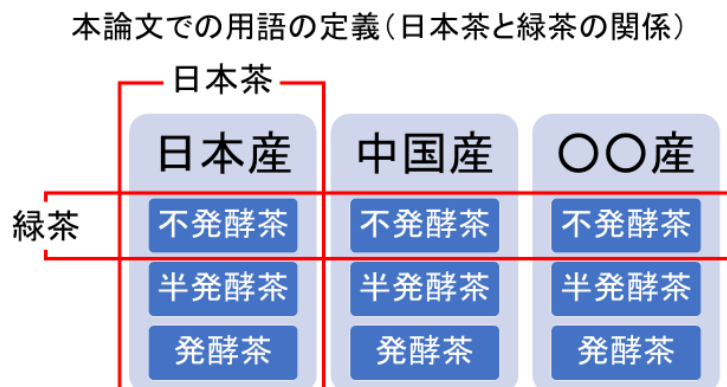 本論文での用語の定義(日本茶と緑茶の関係)
日本茶
日本産 中国産 〇〇産
緑茶 不発酵茶 不発酵茶 不発酵茶
半発酵茶 半発酵茶 半発酵茶
発酵茶 発酵茶 発酵茶